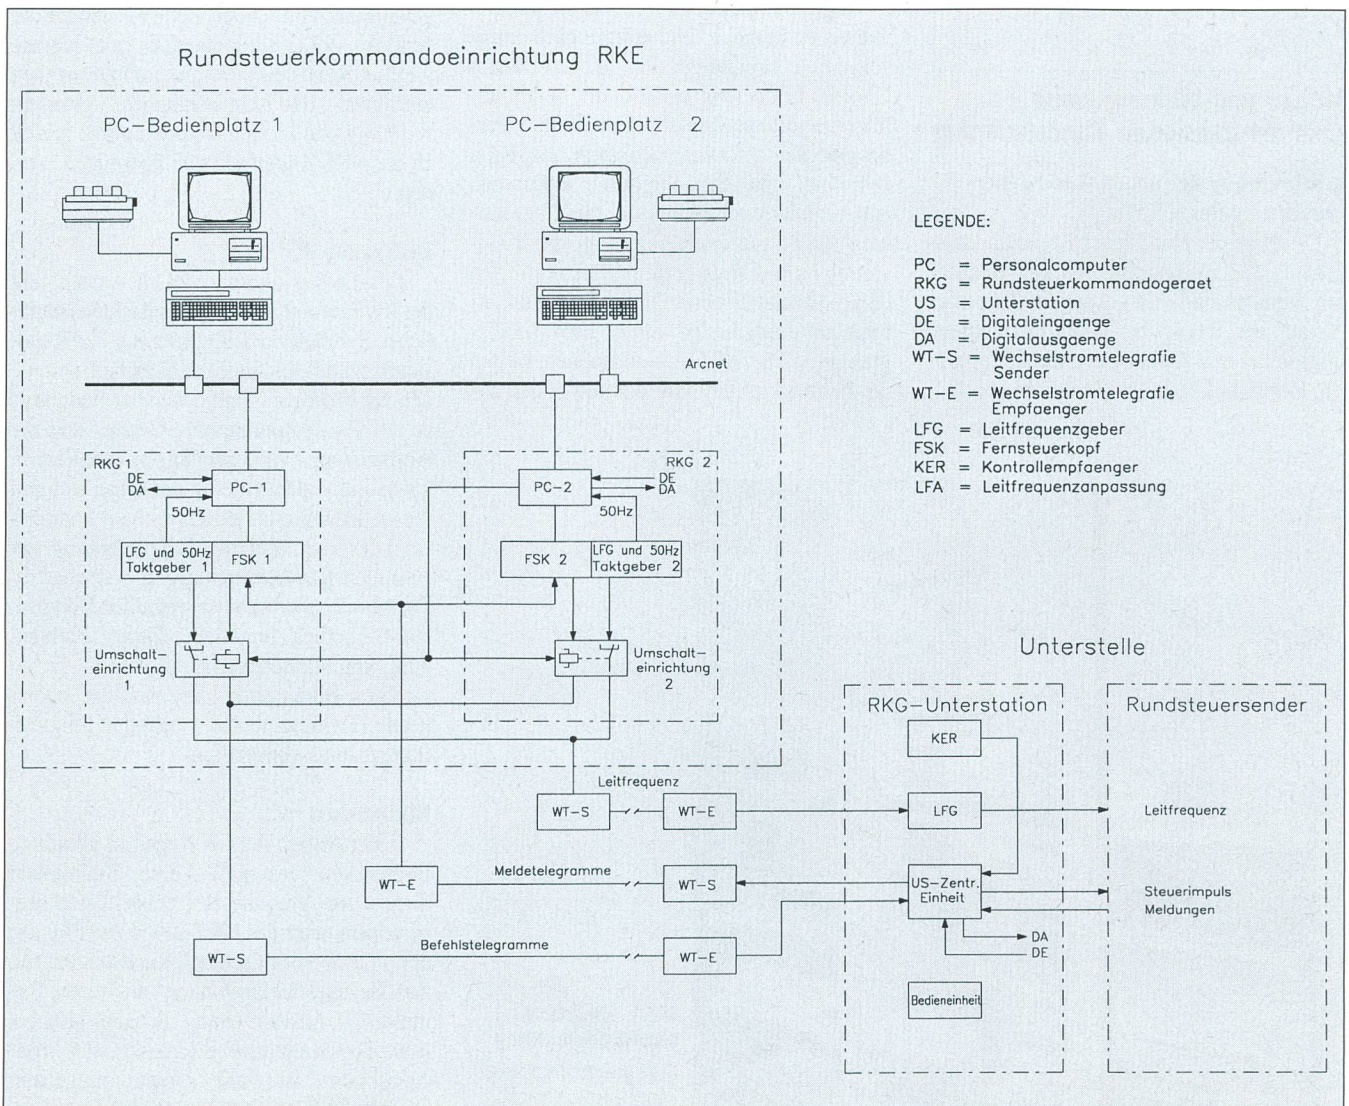 Rundsteuerkommandoeinrichtung RKE
PC-Bedienplatz 1
PC-Bedienplatz 2
Arcnet
LEGENDE:
PC = Personalcomputer
RKG = Rundsteuerkommandogeraet
US = Unterstation
DE = Digitaleingaenge
DA = Digitalausgaenge
WT-S = Wechselstromtelegrafie
Sender
WT-E = Wechselstromtelegrafie
Empfaenger
LFG = Leitfrequenzgeber
FSK = Fernsteuerkopf
KER = Kontrollempfaenger
LFA = Leitfrequenzanpassung
RKG 1
DE
DA
PC-1
50Hz
LFG und 50Hz
Taktgeber 1
FSK 1
Umschalt-
einrichtung
1
RKG 2
PC-2
DE
DA
50Hz
FSK 2
LFG und 50Hz
Taktgeber 2
Umschalt-
einrichtung
2
Unterstelle
RKG-Unterstation
Rundsteuersender
KER
Leitfrequenz
WT-S
WT-E
LFG
Leitfrequenz
WT-E
Meldetelegramme
WT-S
US-Zentr.
Einheit
Steuerimpuls
Meldungen
WT-S
Befehlstelegramme
WT-E
DA
DE
Bedieneinheit